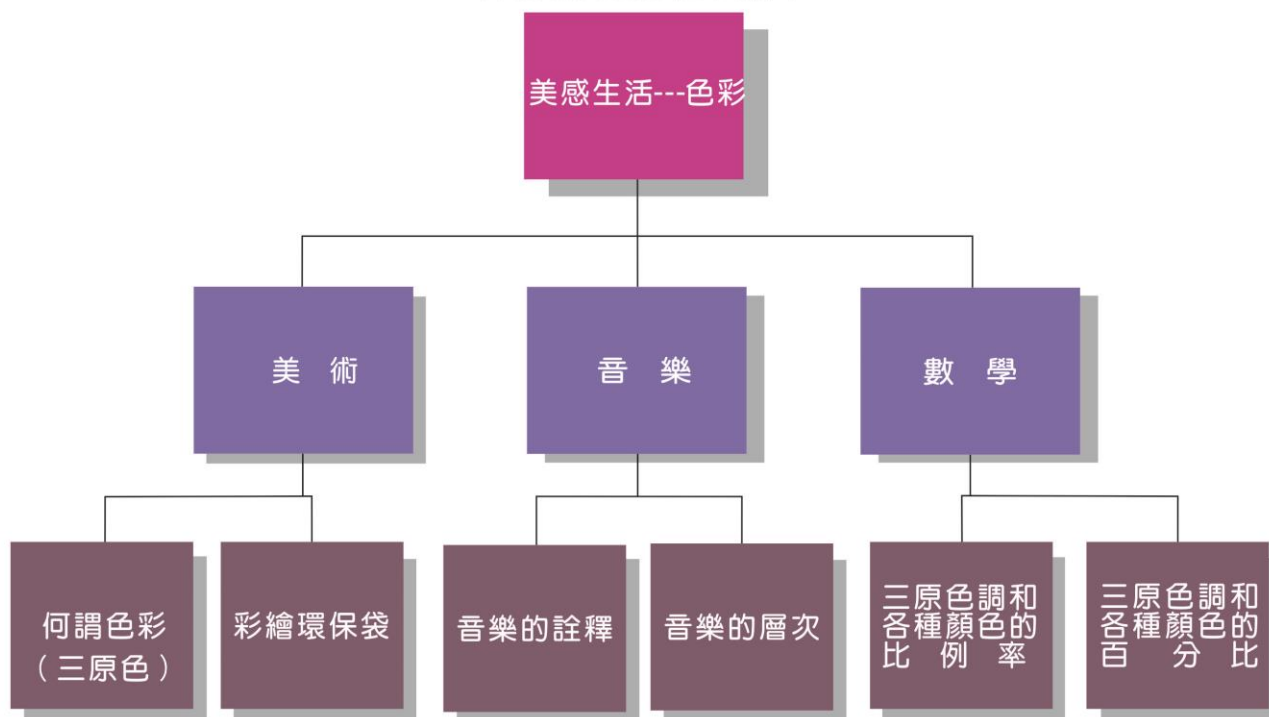 美感生活---色彩
美 術
音 樂
數 學
何謂色彩
（三原色）
彩繪環保袋
音樂的詮釋
音樂的層次
三原色調和
各種顏色的
比例率
三原色調和
各種顏色的
百分比